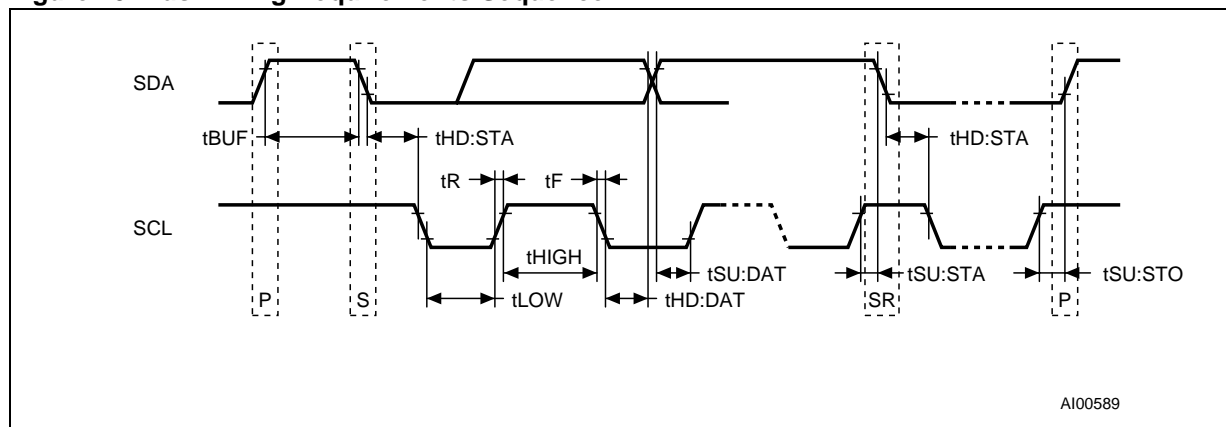 SDA
tBUF
tHD:STA
tHD:STA
tR
tF
SCL
tHIGH
tSU:DAT
tSU:STA
tSU:STO
P
S
tLOW
tHD:DAT
SR
P
AI00589